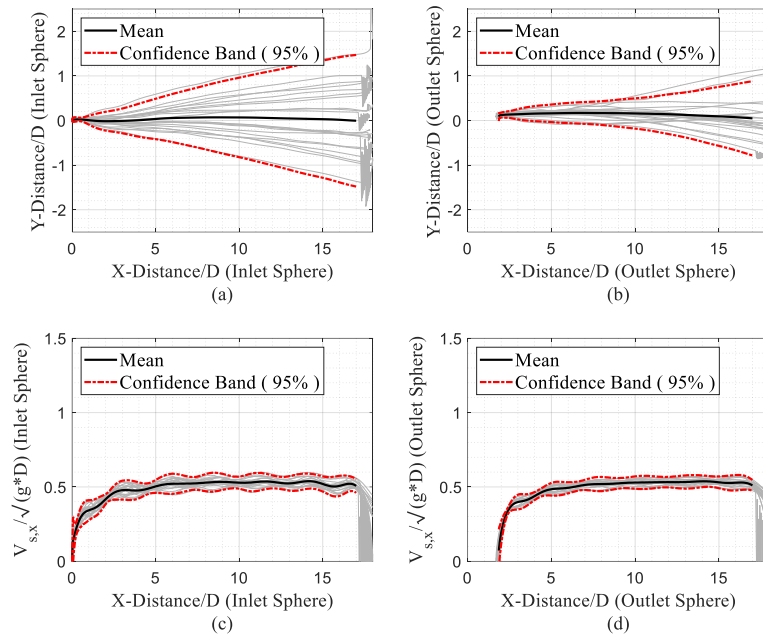 Mean
Confidence Band ( 95% )
Y-Distance/D (Inlet Sphere)
2
1
0
-1
-2
0 5 10 15
X-Distance/D (Inlet Sphere)
(a)
Mean
Confidence Band ( 95% )
Y-Distance/D (Outlet Sphere)
2
1
0
-1
-2
0 5 10 15
X-Distance/D (Outlet Sphere)
(b)
Mean
Confidence Band ( 95% )
V_{s,x}/√(g*D) (Inlet Sphere)
1.5
1
0.5
0
0 5 10 15
X-Distance/D (Inlet Sphere)
(c)
Mean
Confidence Band ( 95% )
V_{s,x}/√(g*D) (Outlet Sphere)
1.5
1
0.5
0
0 5 10 15
X-Distance/D (Outlet Sphere)
(d)